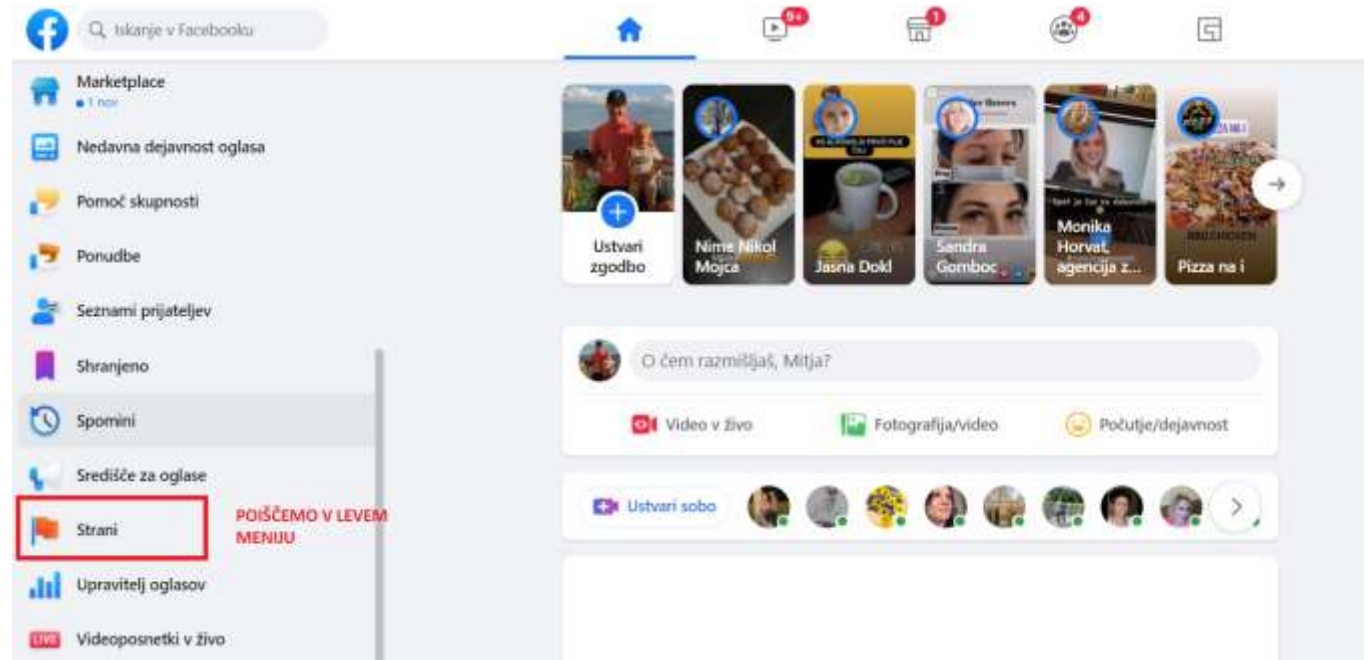 Iskanje v Facebooku
9+
1
4
Marketplace
1 nov
Nedavna dejavnost oglasa
Pomoč skupnosti
Ponudbe
Seznami prijateljev
Shranjeno
Spomini
Središče za oglase
Strani
POIŠČEMO V LEVEM
MENIJU
Upravitelj oglasov
LIVE
Videoposnetki v živo
Ustvari
zgodbo
Nime Nikol
Mojca
Jasna Dokl
Sandra
Gomboc
Monika
Horvat,
agencija z...
Pizza na i
O čem razmišljaš, Mitja?
Video v živo
Fotografija/video
Počutje/dejavnost
Ustvari sobo